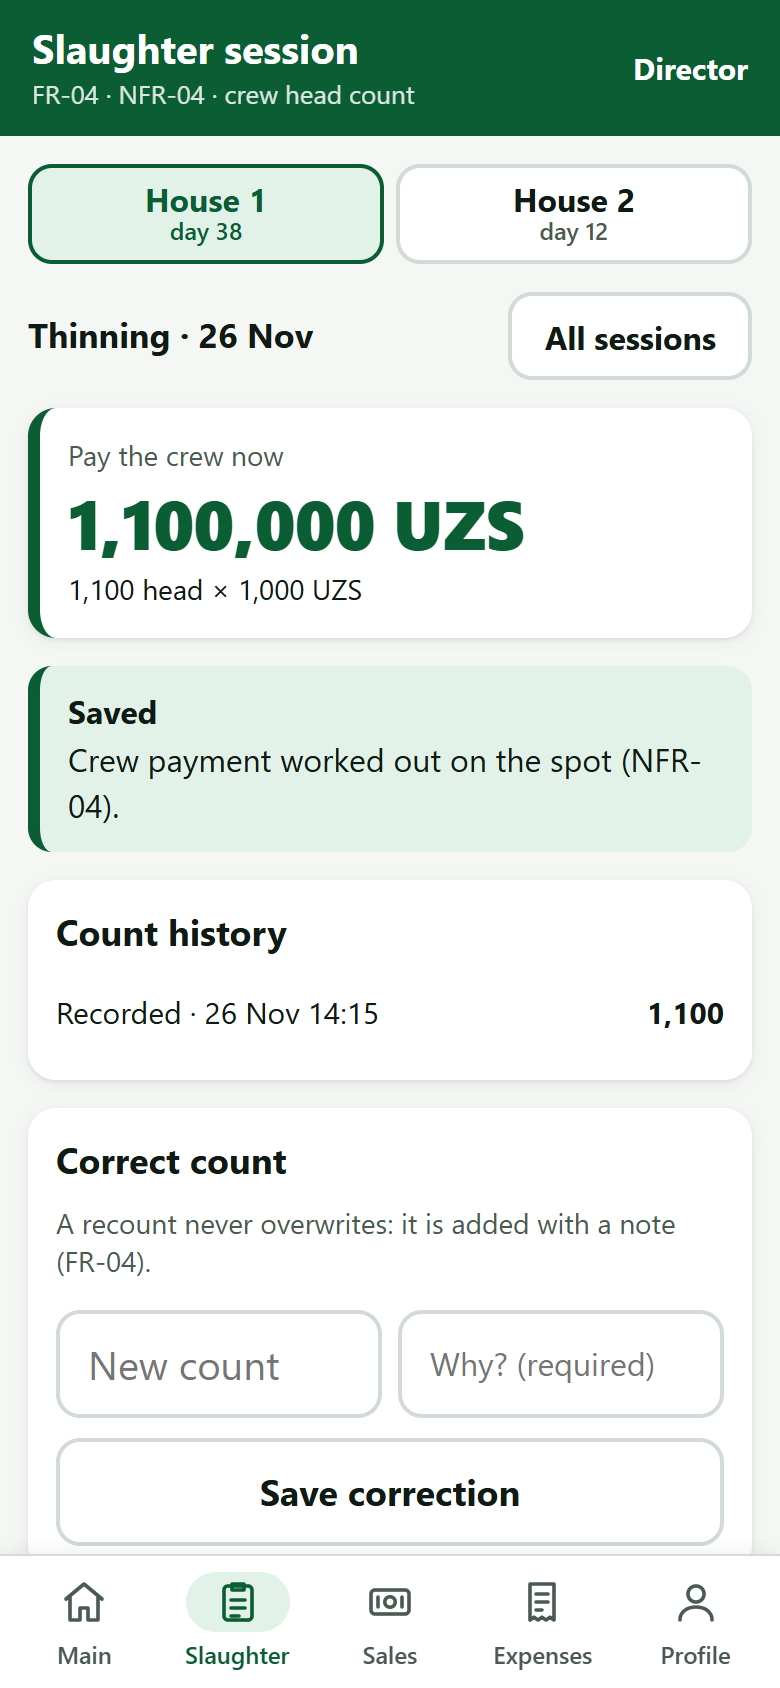 Slaughter session
FR-04 · NFR-04 · crew head count
Director
House 1
day 38
House 2
day 12
Thinning · 26 Nov
All sessions
Pay the crew now
1,100,000 UZS
1,100 head × 1,000 UZS
Saved
Crew payment worked out on the spot (NFR-
04).
Count history
Recorded · 26 Nov 14:15
1,100
Correct count
A recount never overwrites: it is added with a note
(FR-04).
New count
Why? (required)
Save correction
Main
Slaughter
Sales
Expenses
Profile